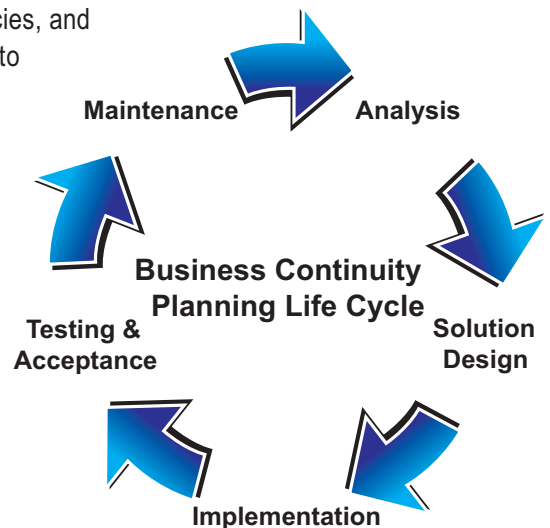 cies, and
to
Maintenance
Analysis
Business Continuity
Planning Life Cycle
Solution
Design
Testing &
Acceptance
Implementation